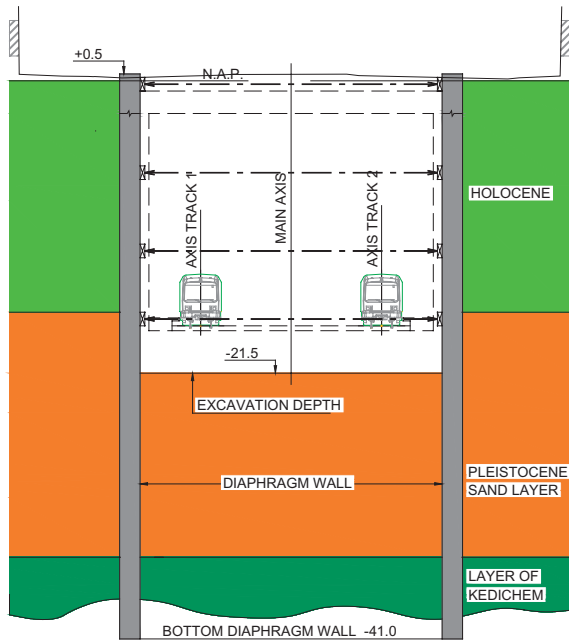 +0.5
N.A.P.
AXIS TRACK 1
MAIN AXIS
AXIS TRACK 2
HOLOCENE
-21.5
EXCAVATION DEPTH
DIAPHRAGM WALL
PLEISTOCENE
SAND LAYER
LAYER OF
KEDICHEM
BOTTOM DIAPHRAGM WALL -41.0